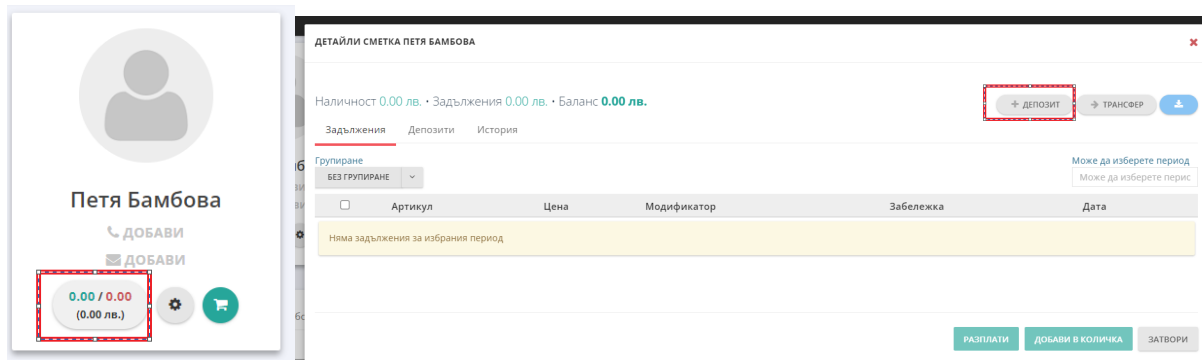 Петя Бамбова
ДОБАВИ
ДОБАВИ
0.00 / 0.00
(0.00 лв.)
ДЕТАЙЛИ СМЕТКА ПЕТЯ БАМБОВА
Наличност 0.00 лв. • Задължения 0.00 лв. • Баланс 0.00 лв.
+ ДЕПОЗИТ → ТРАНСФЕР
Задължения Депозити История
Групиране Може да изберете период
БЕЗ ГРУПИРАНЕ Може да изберете перис
Артикул Цена Модификатор Забележка Дата
Няма задължения за избрания период
РАЗПЛАТИ ДОБАВИ В КОЛИЧКА ЗАТВОРИ